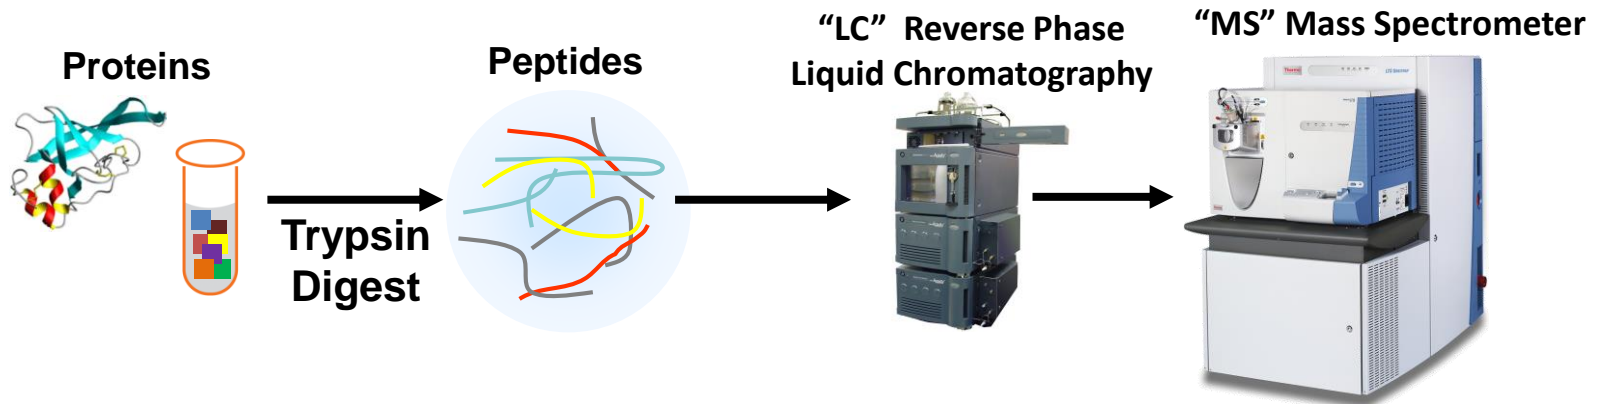 Proteins
Trypsin
Digest
Peptides
“LC” Reverse Phase
Liquid Chromatography
“MS” Mass Spectrometer